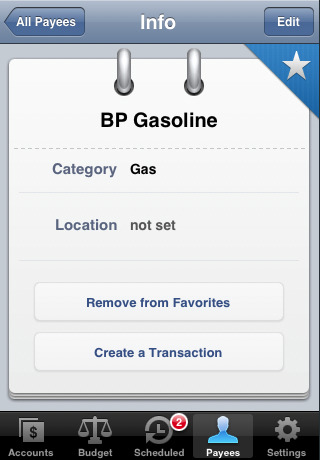 All Payees
Info
Edit
BP Gasoline
Category Gas
Location not set
Remove from Favorites
Create a Transaction
$
2
Accounts Budget Scheduled Payees Settings